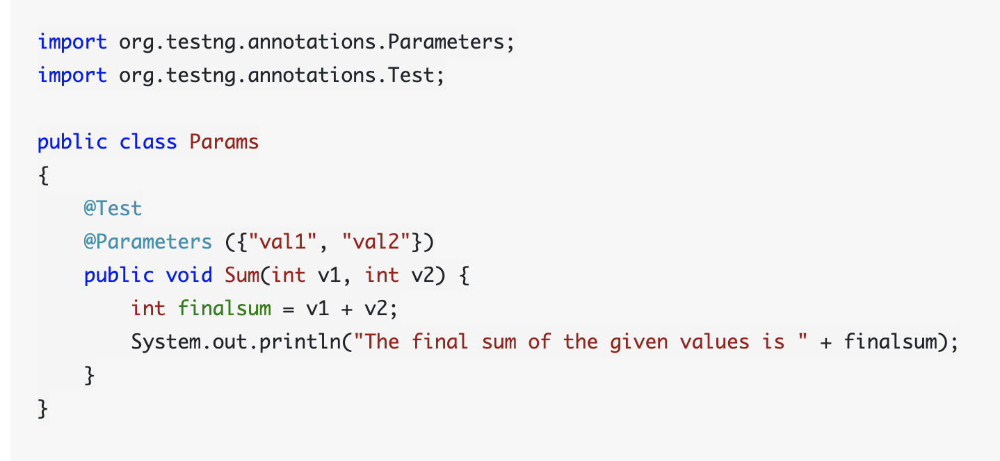 import org.testng.annotations.Parameters;
import org.testng.annotations.Test;
public class Params
{
@Test
@Parameters ({"val1", "val2"})
public void Sum(int v1, int v2) {
int finalsum = v1 + v2;
System.out.println("The final sum of the given values is " + finalsum);
}
}